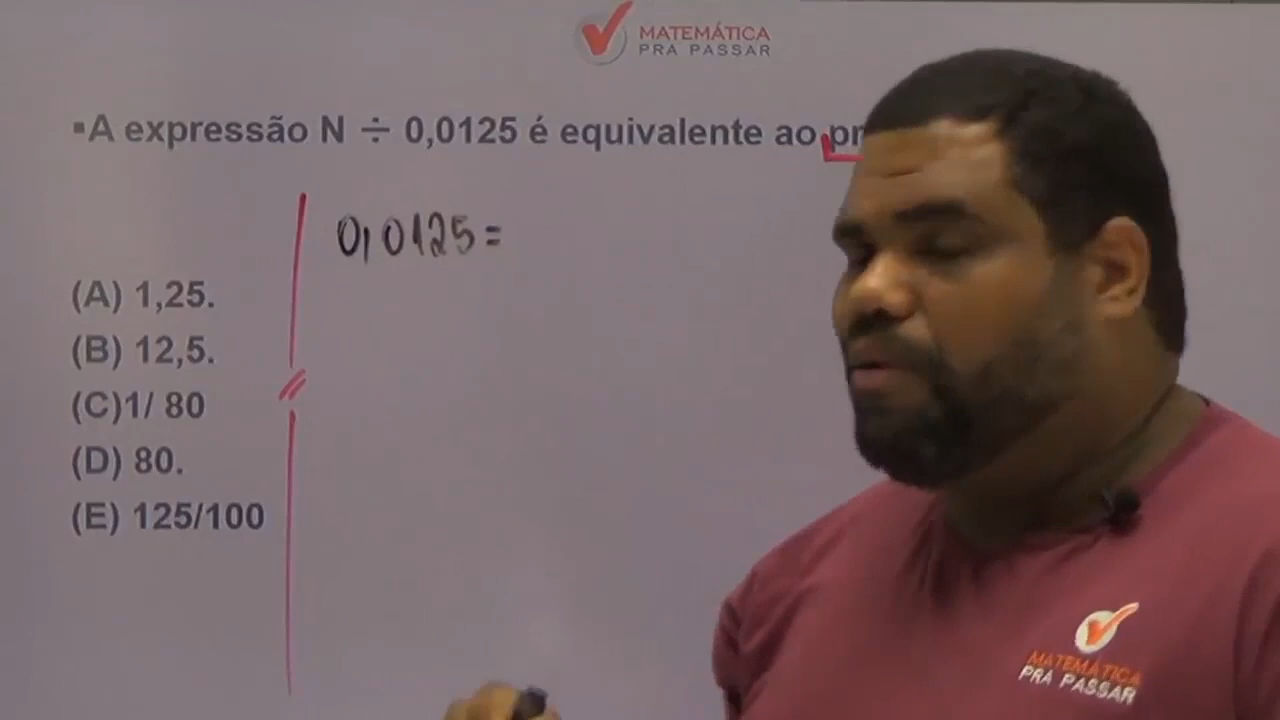 MATEMÁTICA
PRA PASSAR
▪A expressão N ÷ 0,0125 é equivalente ao
0,0125=
(A) 1,25.
(B) 12,5.
(C)1/ 80
(D) 80.
(E) 125/100
MATEMÁTICA
PRA PASSAR